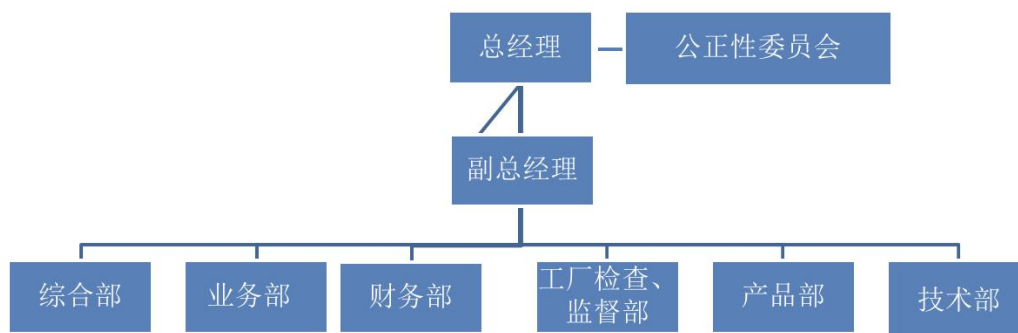 总经理
公正性委员会
副总经理
综合部
业务部
财务部
工厂检查、
监督部
产品部
技术部